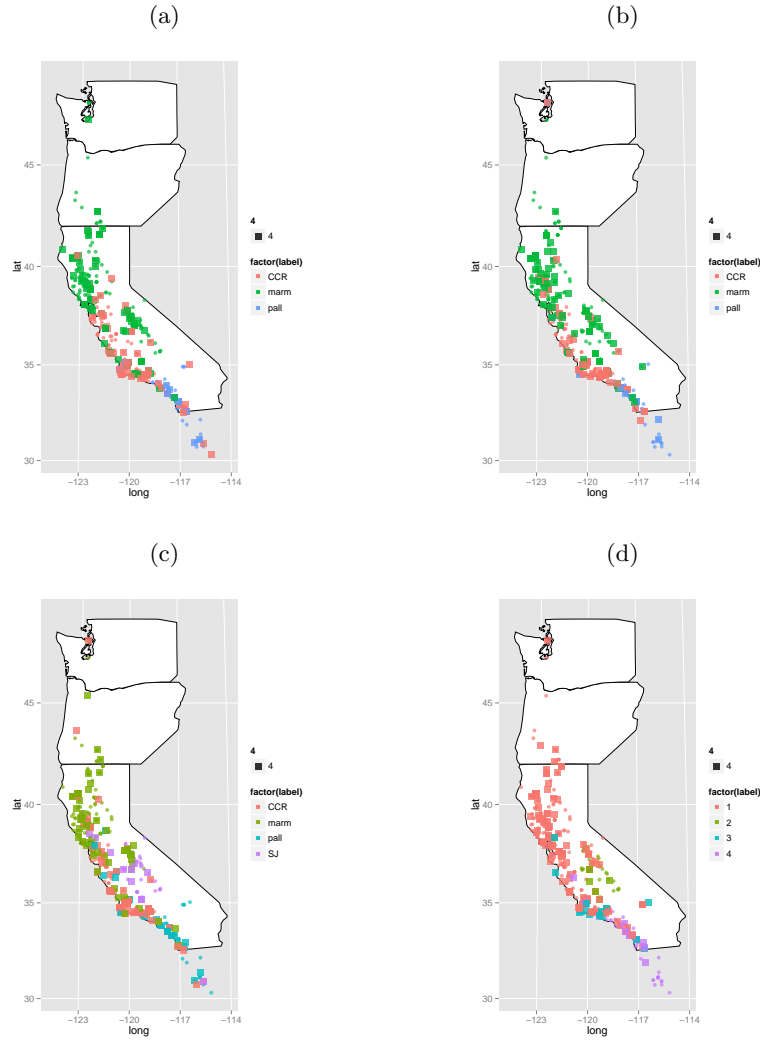 (a)
(b)
45
40
35
30
lat
−123
−120
−117
−114
long
4
4
factor(label)
CCR
marm
pall
45
40
35
30
lat
−123
−120
−117
−114
long
4
4
factor(label)
CCR
marm
pall
(c)
(d)
45
40
35
30
lat
−123
−120
−117
−114
long
4
4
factor(label)
CCR
marm
pall
SJ
45
40
35
30
lat
−123
−120
−117
−114
long
4
4
factor(label)
1
2
3
4